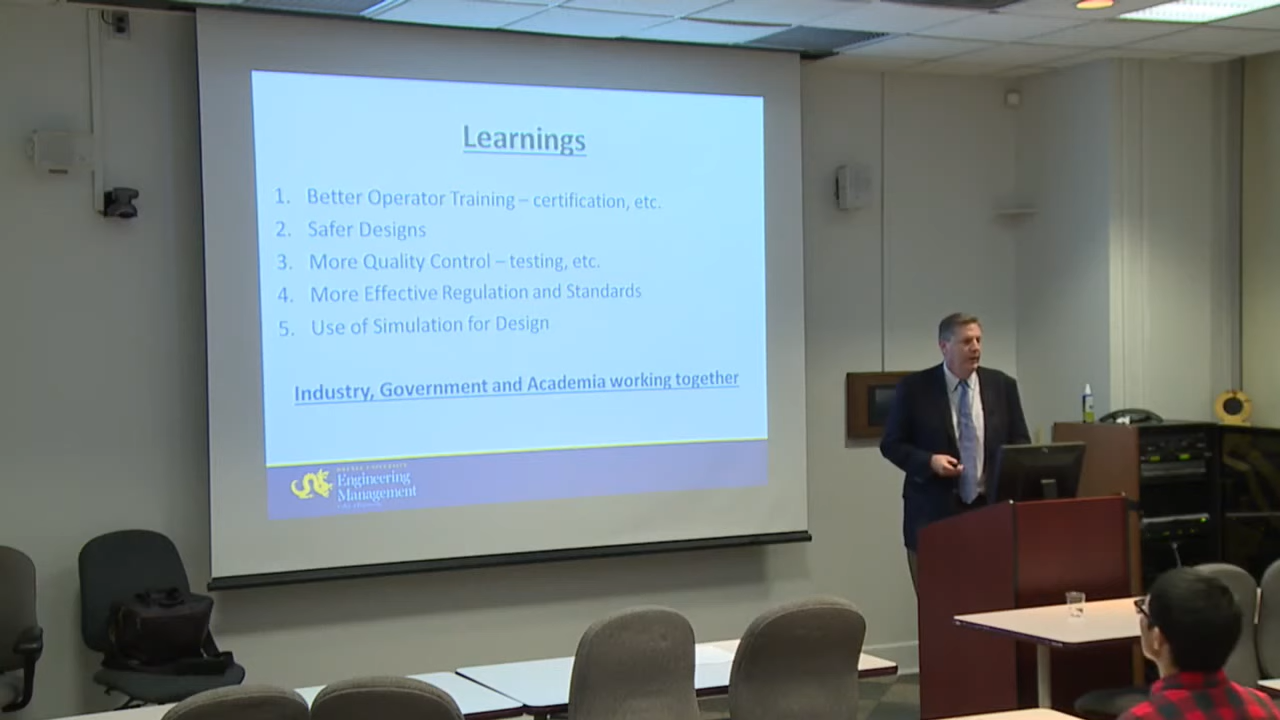 Learnings
1. Better Operator Training – certification, etc.
2. Safer Designs
3. More Quality Control – testing, etc.
4. More Effective Regulation and Standards
5. Use of Simulation for Design
Industry, Government and Academia working together
Engineering
Management